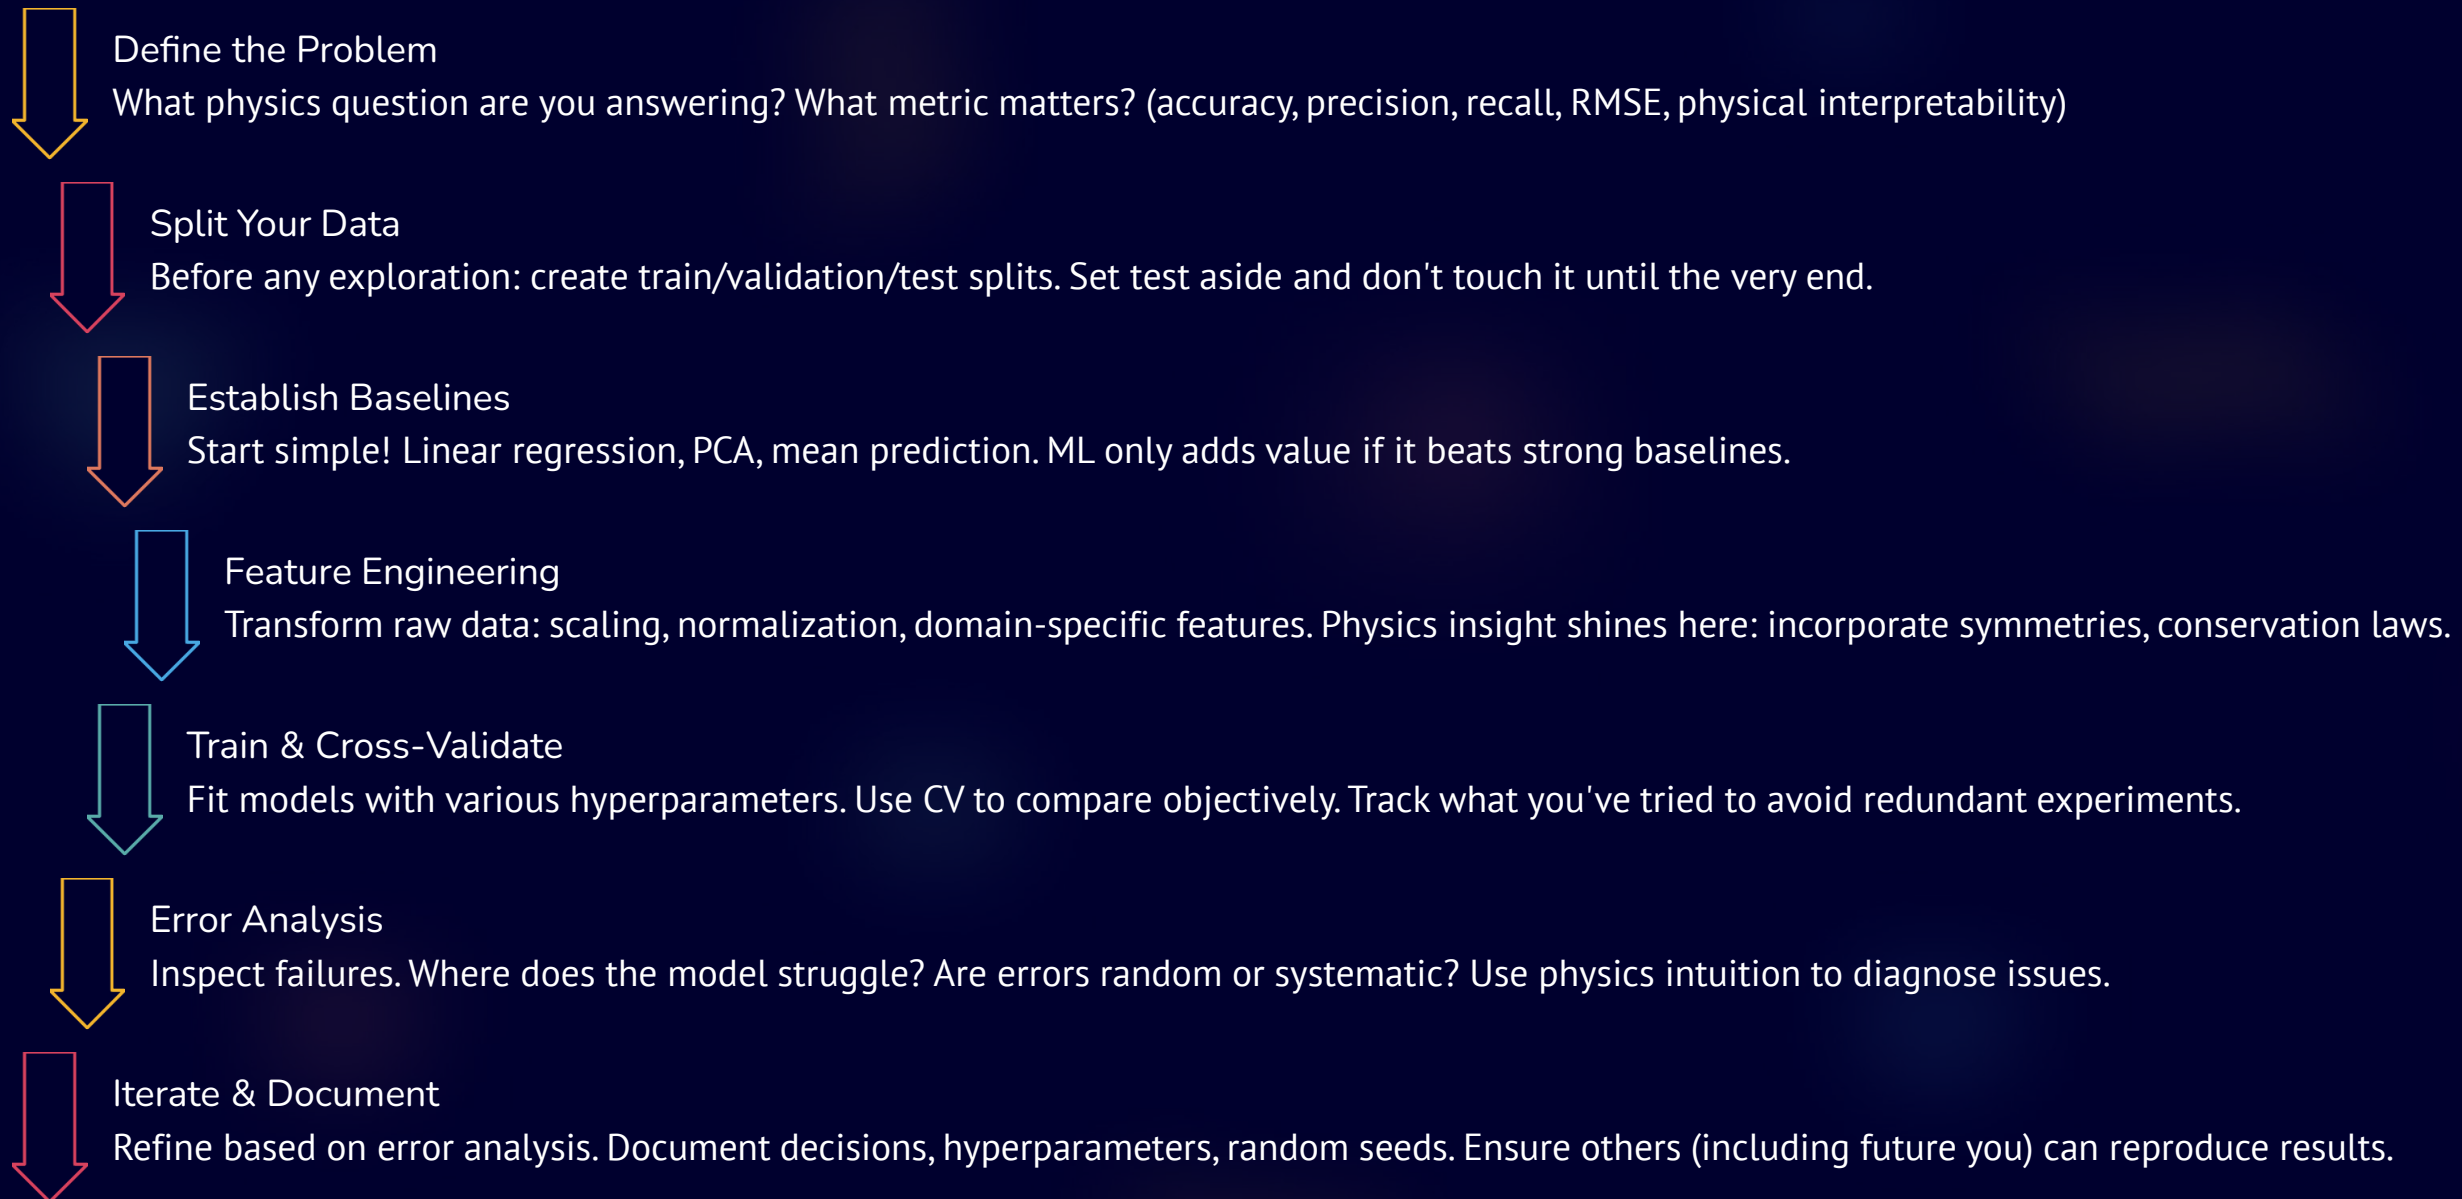 Define the Problem
What physics question are you answering? What metric matters? (accuracy, precision, recall, RMSE, physical interpretability)
Split Your Data
Before any exploration: create train/validation/test splits. Set test aside and don't touch it until the very end.
Establish Baselines
Start simple! Linear regression, PCA, mean prediction. ML only adds value if it beats strong baselines.
Feature Engineering
Transform raw data: scaling, normalization, domain-specific features. Physics insight shines here: incorporate symmetries, conservation laws.
Train & Cross-Validate
Fit models with various hyperparameters. Use CV to compare objectively. Track what you've tried to avoid redundant experiments.
Error Analysis
Inspect failures. Where does the model struggle? Are errors random or systematic? Use physics intuition to diagnose issues.
Iterate & Document
Refine based on error analysis. Document decisions, hyperparameters, random seeds. Ensure others (including future you) can reproduce results.